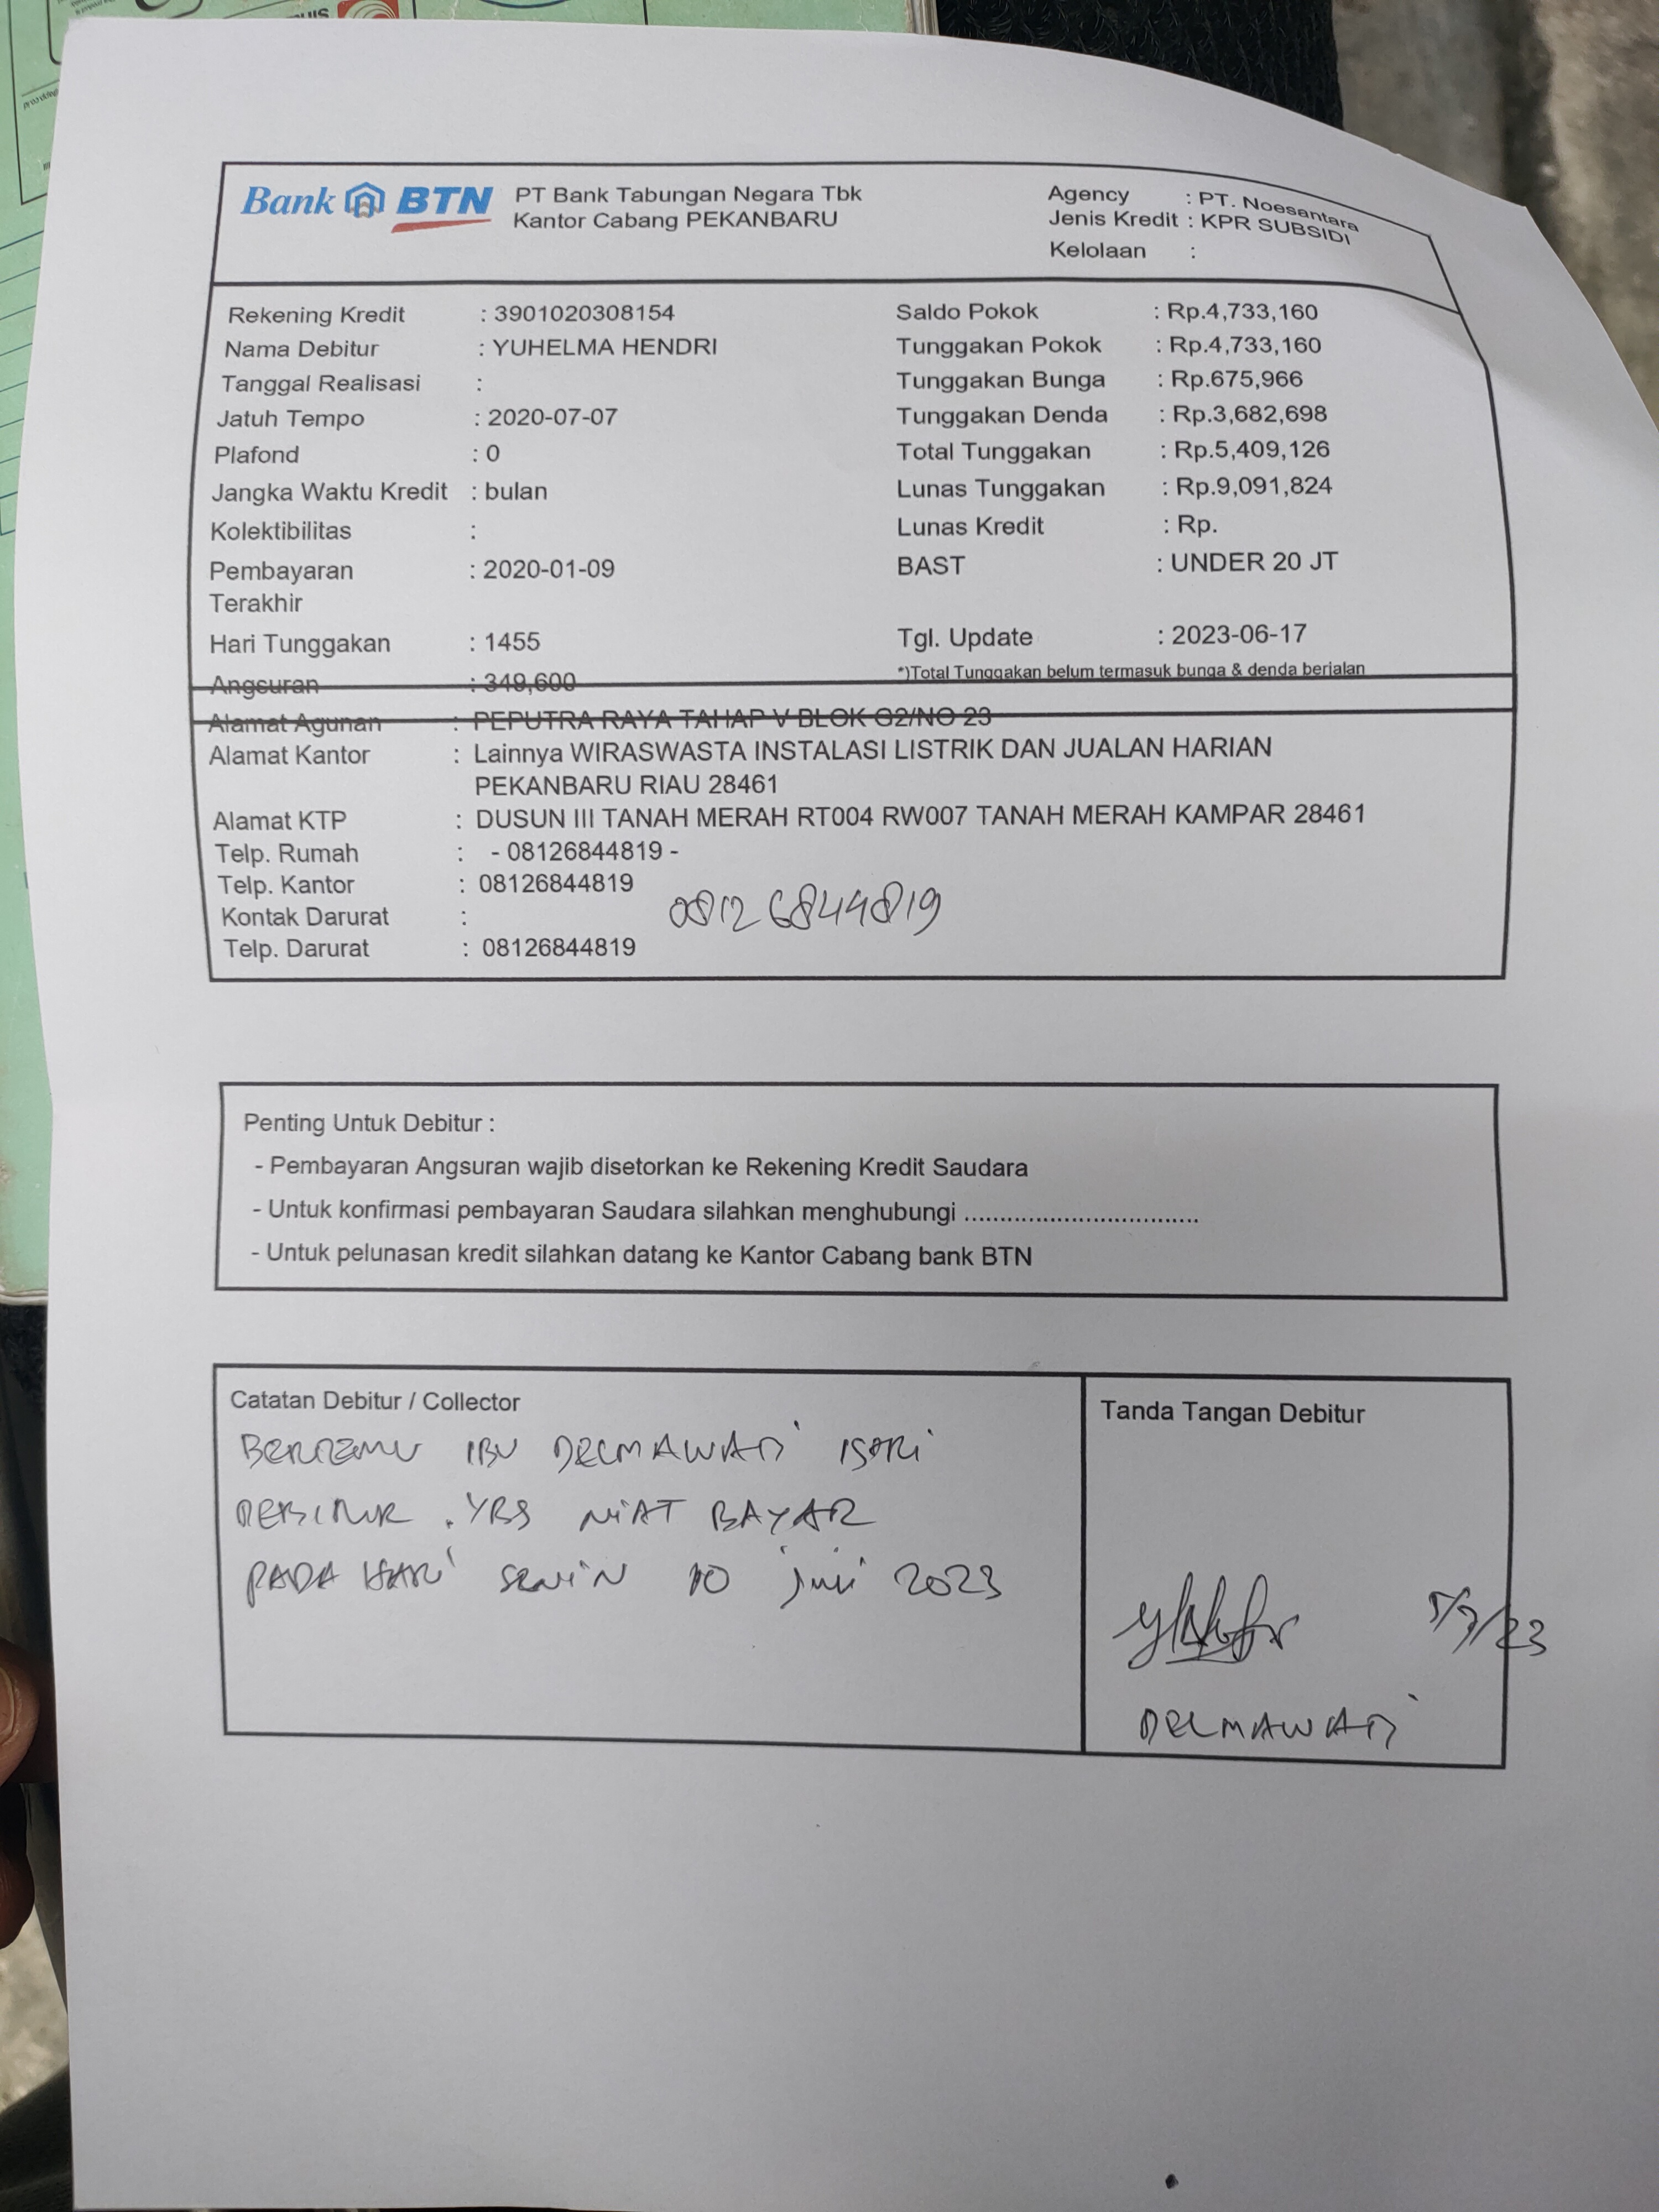 Bank BTN
PT Bank Tabungan Negara Tbk
Kantor Cabang PEKANBARU
Agency : PT. Noesantara
Jenis Kredit : KPR SUBSIDI
Kelolaan :
Rekening Kredit : 3901020308154
Nama Debitur : YUHELMA HENDRI
Tanggal Realisasi :
Jatuh Tempo : 2020-07-07
Plafond : 0
Jangka Waktu Kredit : bulan
Kolektibilitas :
Pembayaran : 2020-01-09
Terakhir
Hari Tunggakan : 1455
Angsuran : 349,600
Saldo Pokok : Rp.4,733,160
Tunggakan Pokok : Rp.4,733,160
Tunggakan Bunga : Rp.675,966
Tunggakan Denda : Rp.3,682,698
Total Tunggakan : Rp.5,409,126
Lunas Tunggakan : Rp.9,091,824
Lunas Kredit : Rp.
BAST : UNDER 20 JT
Tgl. Update : 2023-06-17
*)Total Tunggakan belum termasuk bunga & denda berjalan
Alamat Agunan : PEPUTRA RAYA TAHAP V BLOK O2/NO 23
Alamat Kantor : Lainnya WIRASWASTA INSTALASI LISTRIK DAN JUALAN HARIAN
PEKANBARU RIAU 28461
Alamat KTP : DUSUN III TANAH MERAH RT004 RW007 TANAH MERAH KAMPAR 28461
Telp. Rumah : - 08126844819 -
Telp. Kantor : 08126844819
Kontak Darurat :
08126844819
Telp. Darurat : 08126844819
Penting Untuk Debitur :
- Pembayaran Angsuran wajib disetorkan ke Rekening Kredit Saudara
- Untuk konfirmasi pembayaran Saudara silahkan menghubungi .................................
- Untuk pelunasan kredit silahkan datang ke Kantor Cabang bank BTN
Catatan Debitur / Collector
BERTEMU IBU DELMAWATI ISTRI
DEBITUR . YBS NIAT BAYAR
PADA HARI SENIN 10 juli 2023
Tanda Tangan Debitur
5/7/23
DELMAWATI